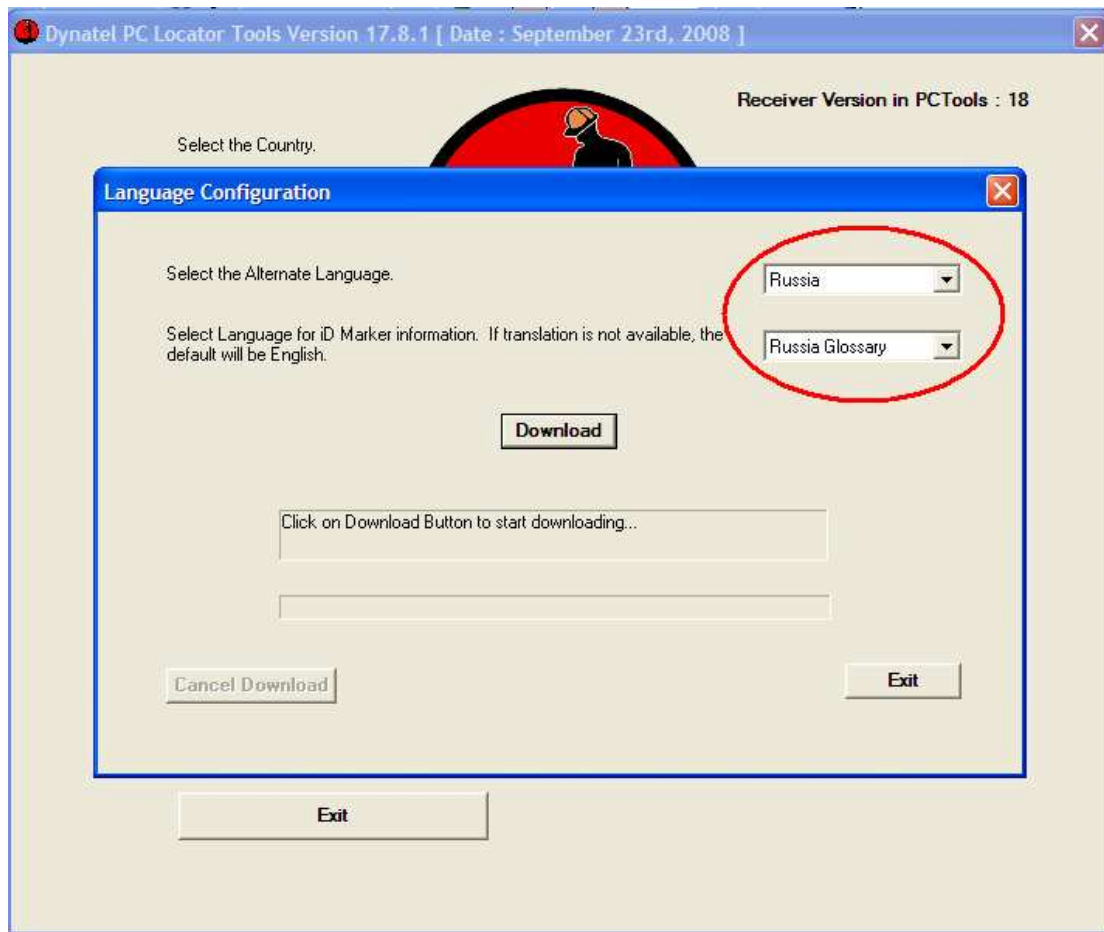 Dynatel PC Locator Tools Version 17.8.1 [ Date : September 23rd, 2008 ]
Receiver Version in PCTools : 18
Select the Country.
Language Configuration
Select the Alternate Language.
Russia
Select Language for iD Marker information. If translation is not available, the
default will be English.
Russia Glossary
Download
Click on Download Button to start downloading...
Cancel Download
Exit
Exit